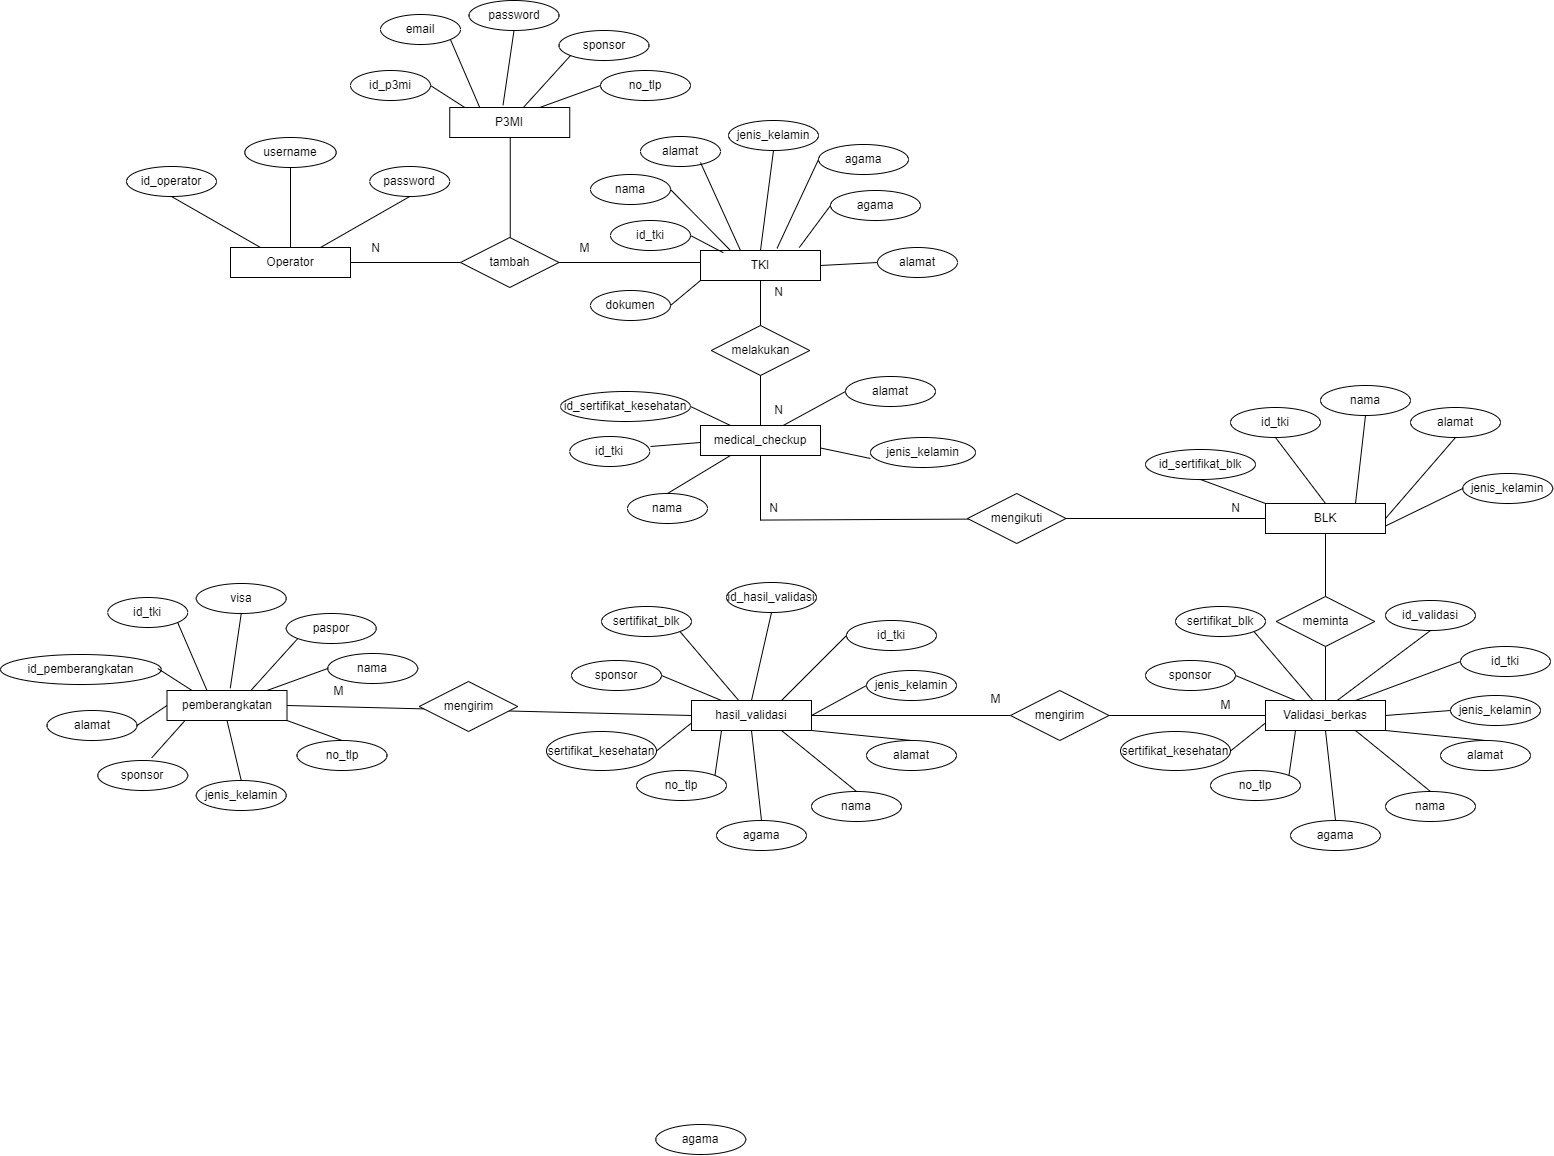 password
email
sponsor
id_p3mi
no_tlp
P3MI
jenis_kelamin
username
alamat
agama
id_operator
password
nama
agama
id_tki
N
M
Operator
tambah
TKI
alamat
N
dokumen
melakukan
alamat
nama
id_sertifikat_kesehatan
N
id_tki
alamat
medical_checkup
id_tki
jenis_kelamin
id_sertifikat_blk
jenis_kelamin
nama
N
N
mengikuti
BLK
visa
id_hasil_validasi
id_tki
paspor
sertifikat_blk
id_tki
sertifikat_blk
meminta
id_validasi
id_pemberangkatan
nama
sponsor
jenis_kelamin
sponsor
id_tki
M
M
M
pemberangkatan
mengirim
hasil_validasi
mengirim
Validasi_berkas
jenis_kelamin
alamat
no_tlp
sertifikat_kesehatan
alamat
sertifikat_kesehatan
alamat
sponsor
jenis_kelamin
no_tlp
nama
no_tlp
nama
agama
agama
agama